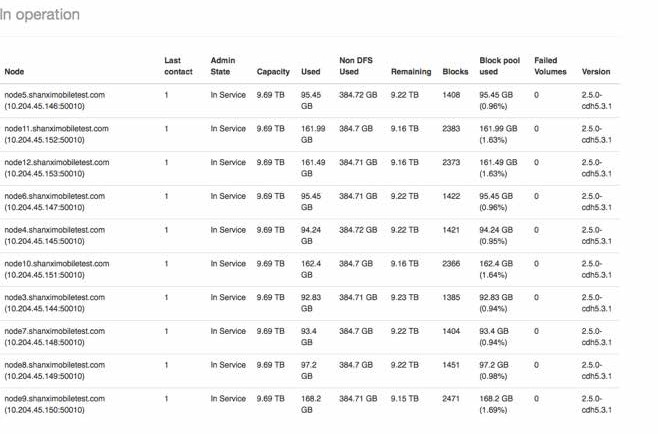 In operation
Node Last contact Admin State Capacity Used Non DFS Used Remaining Blocks Block pool used Failed Volumes Version
node5.shanximobiletest.com 1 In Service 9.69 TB 95.45 384.72 GB 9.22 TB 1408 95.45 GB 0 2.5.0-
(10.204.45.146:50010) GB (0.96%) cdh5.3.1
node11.shanximobiletest.com 1 In Service 9.69 TB 161.99 384.7 GB 9.16 TB 2383 161.99 GB 0 2.5.0-
(10.204.45.152:50010) GB (1.63%) cdh5.3.1
node12.shanximobiletest.com 1 In Service 9.69 TB 161.49 384.71 GB 9.16 TB 2373 161.49 GB 0 2.5.0-
(10.204.45.153:50010) GB (1.63%) cdh5.3.1
node6.shanximobiletest.com 1 In Service 9.69 TB 95.45 384.71 GB 9.22 TB 1422 95.45 GB 0 2.5.0-
(10.204.45.147:50010) GB (0.96%) cdh5.3.1
node4.shanximobiletest.com 1 In Service 9.69 TB 94.24 384.72 GB 9.22 TB 1421 94.24 GB 0 2.5.0-
(10.204.45.145:50010) GB (0.95%) cdh5.3.1
node10.shanximobiletest.com 1 In Service 9.69 TB 162.4 384.7 GB 9.16 TB 2366 162.4 GB 0 2.5.0-
(10.204.45.151:50010) GB (1.64%) cdh5.3.1
node3.shanximobiletest.com 1 In Service 9.69 TB 92.83 384.71 GB 9.23 TB 1385 92.83 GB 0 2.5.0-
(10.204.45.144:50010) GB (0.94%) cdh5.3.1
node7.shanximobiletest.com 1 In Service 9.69 TB 93.4 384.7 GB 9.22 TB 1404 93.4 GB 0 2.5.0-
(10.204.45.148:50010) GB (0.94%) cdh5.3.1
node8.shanximobiletest.com 1 In Service 9.69 TB 97.2 384.7 GB 9.22 TB 1451 97.2 GB 0 2.5.0-
(10.204.45.149:50010) GB (0.98%) cdh5.3.1
node9.shanximobiletest.com 1 In Service 9.69 TB 168.2 384.71 GB 9.15 TB 2471 168.2 GB 0 2.5.0-
(10.204.45.150:50010) GB (1.69%) cdh5.3.1